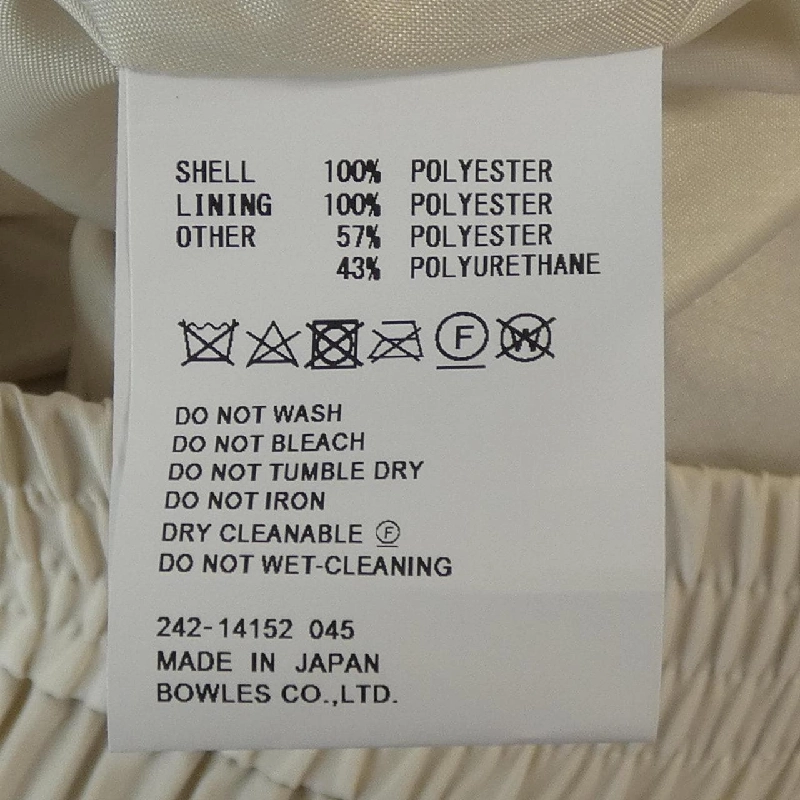 SHELL 100% POLYESTER
LINING 100% POLYESTER
OTHER 57% POLYESTER
43% POLYURETHANE
F W
DO NOT WASH
DO NOT BLEACH
DO NOT TUMBLE DRY
DO NOT IRON
DRY CLEANABLE Ⓕ
DO NOT WET-CLEANING
242-14152 045
MADE IN JAPAN
BOWLES CO.,LTD.